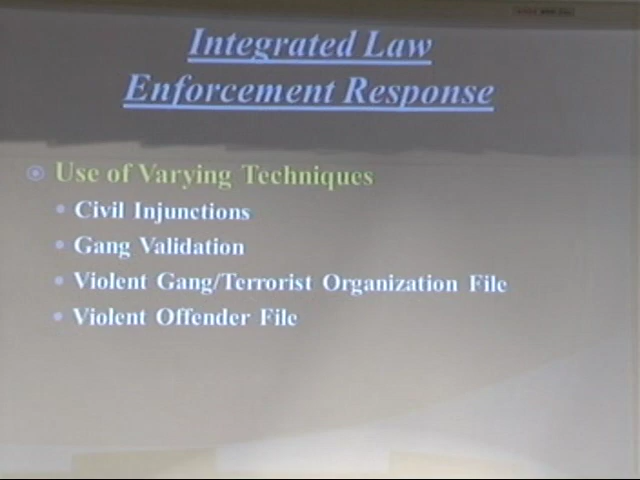 Integrated Law
Enforcement Response
Use of Varying Techniques
Civil Injunctions
Gang Validation
Violent Gang/Terrorist Organization File
Violent Offender File